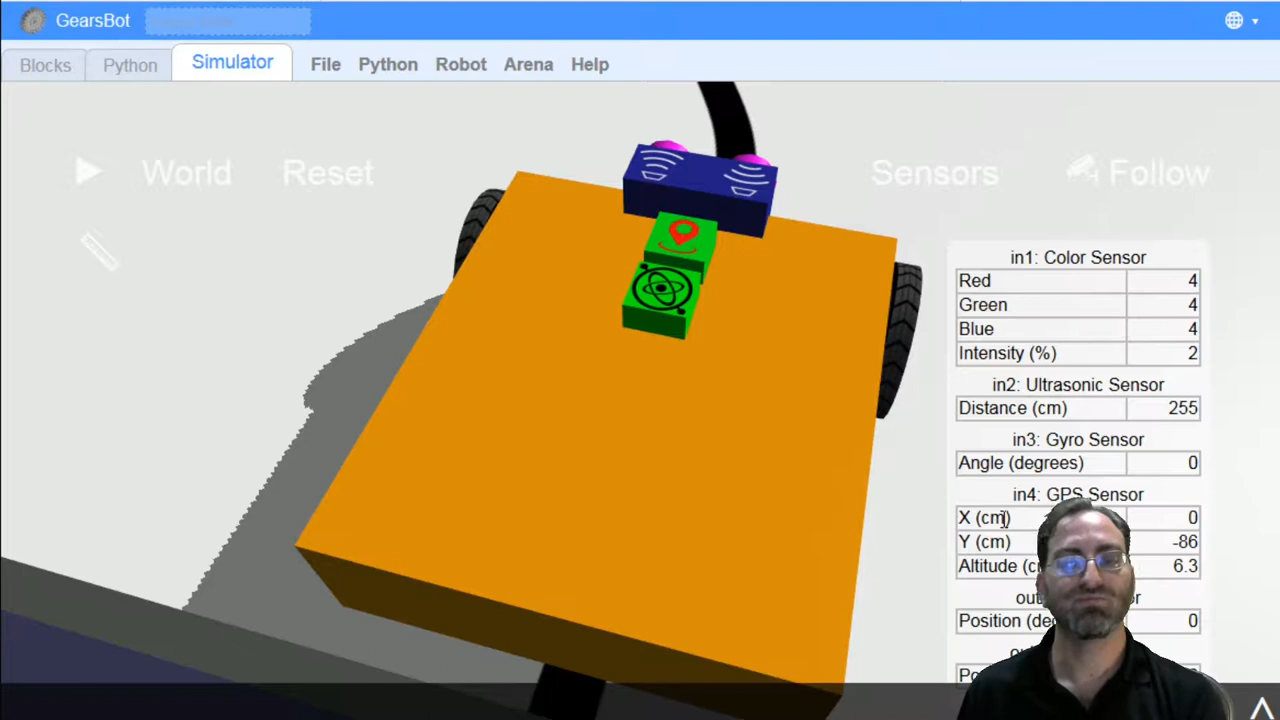 GearsBot
Blocks Python Simulator File Python Robot Arena Help
World Reset Sensors Follow
in1: Color Sensor
Red 4
Green 4
Blue 4
Intensity (%) 2
in2: Ultrasonic Sensor
Distance (cm) 255
in3: Gyro Sensor
Angle (degrees) 0
in4: GPS Sensor
X (cm) 0
Y (cm) -86
Altitude 6.3
Position 0